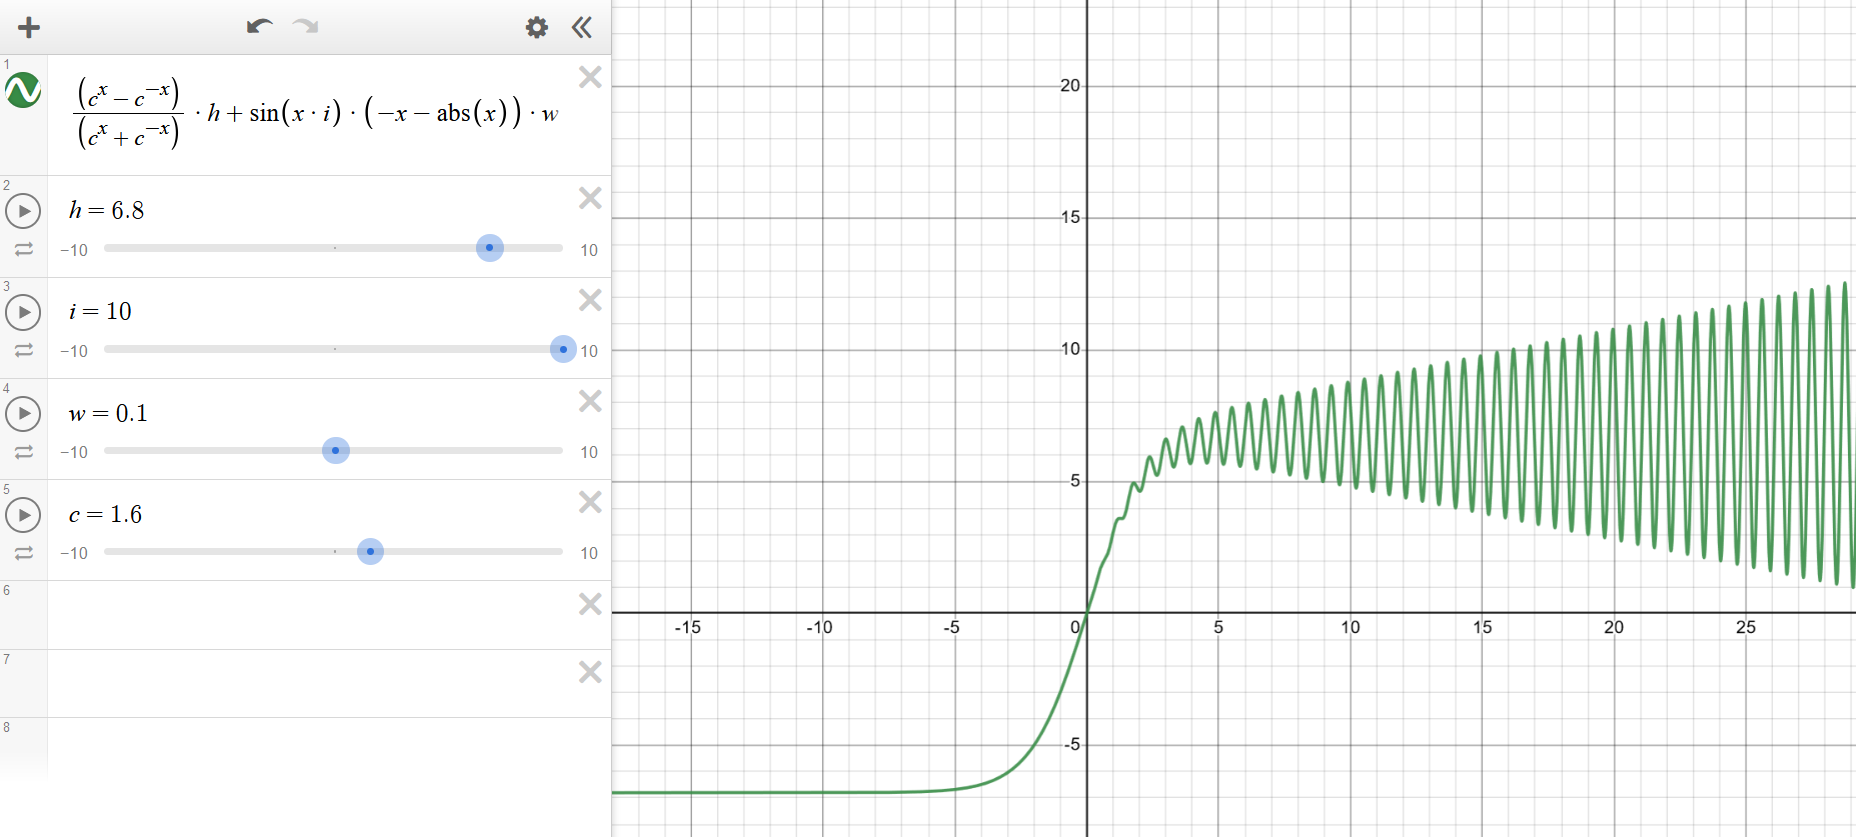 1
(c^x − c^−x)
/(c^x + c^−x) · h + sin(x · i) · (−x − abs(x)) · w
2
h = 6.8
−10 10
3
i = 10
−10 10
4
w = 0.1
−10 10
5
c = 1.6
−10 10
6
7
8
20
15
10
5
-15 -10 -5 0 5 10 15 20 25
-5